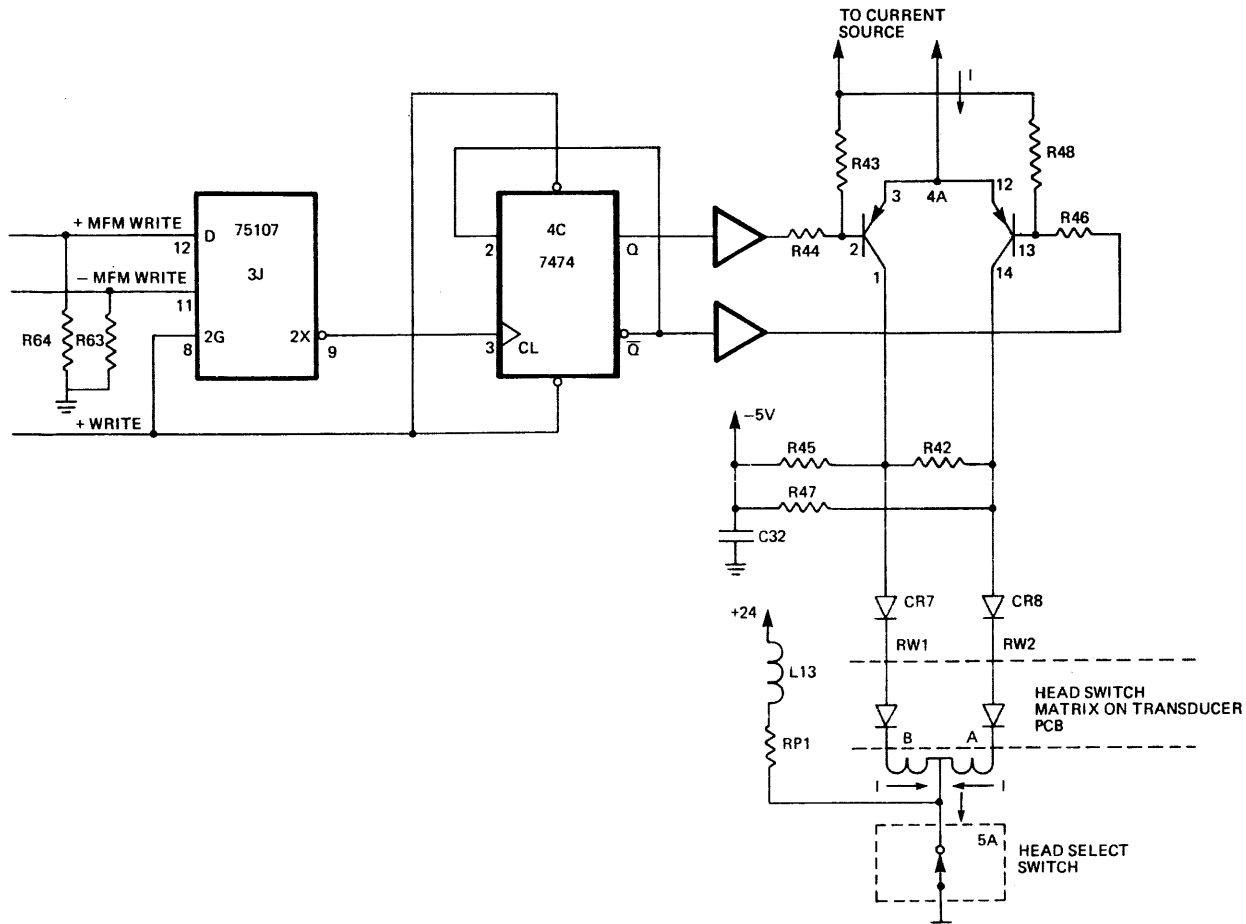 TO CURRENT
SOURCE
I
R43
R48
3
4A
12
R46
R44
2
13
1
14
+ MFM WRITE
12
D
75107
3J
- MFM WRITE
11
R64
R63
2G
8
2X
9
+ WRITE
2
4C
7474
Q
3
CL
Q̅
-5V
R45
R42
R47
C32
+24
CR7
CR8
RW1
RW2
L13
HEAD SWITCH
MATRIX ON TRANSDUCER
PCB
RP1
B
A
I
I
5A
HEAD SELECT
SWITCH